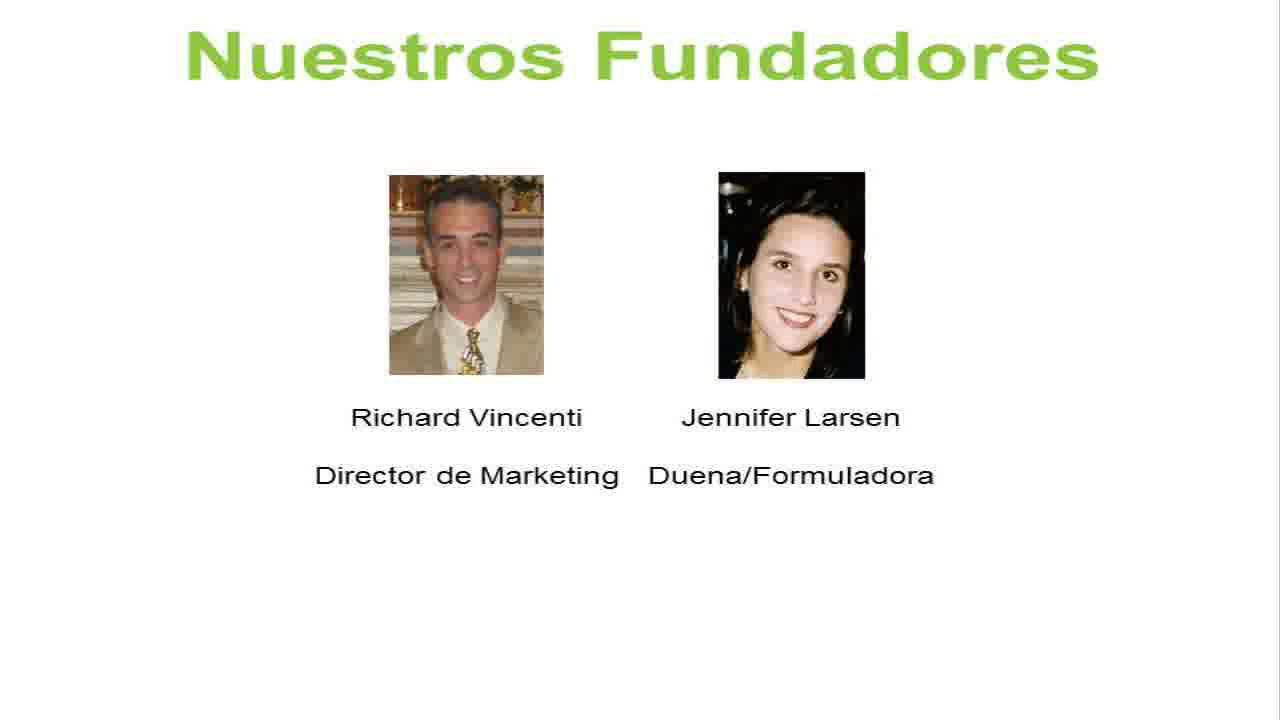 Nuestros Fundadores
Richard Vincenti
Jennifer Larsen
Director de Marketing
Duena/Formuladora